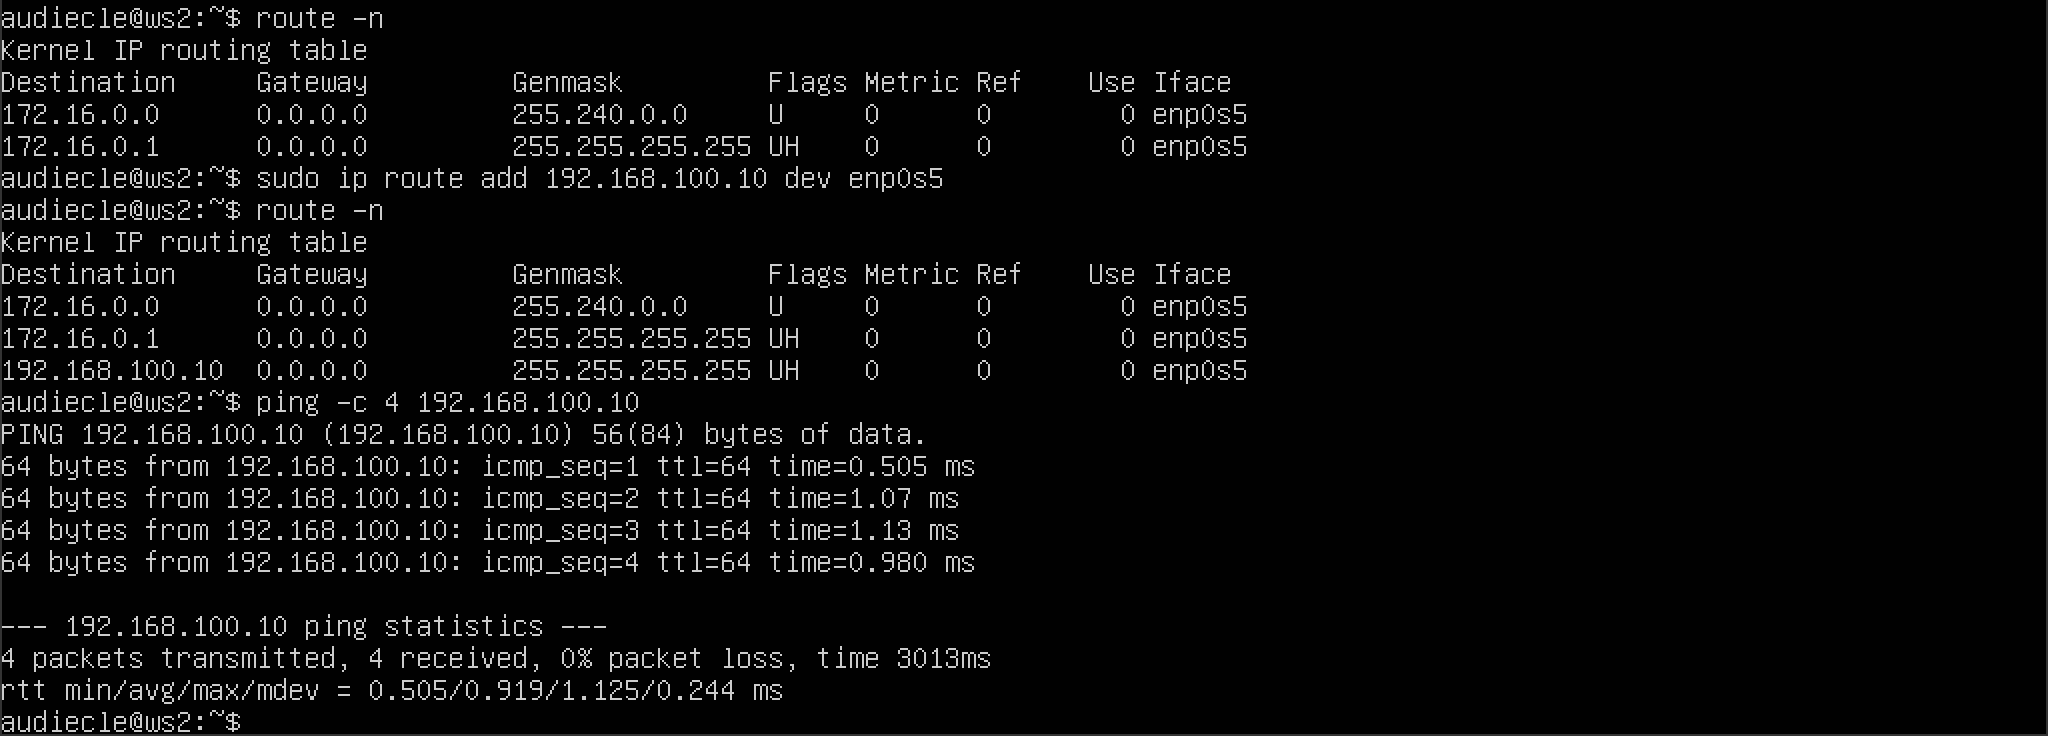 audiecle@ws2:~$ route -n
Kernel IP routing table
Destination     Gateway         Genmask         Flags Metric Ref    Use Iface
172.16.0.0      0.0.0.0         255.240.0.0     U     0      0        0 enp0s5
172.16.0.1      0.0.0.0         255.255.255.255 UH    0      0        0 enp0s5
audiecle@ws2:~$ sudo ip route add 192.168.100.10 dev enp0s5
audiecle@ws2:~$ route -n
Kernel IP routing table
Destination     Gateway         Genmask         Flags Metric Ref    Use Iface
172.16.0.0      0.0.0.0         255.240.0.0     U     0      0        0 enp0s5
172.16.0.1      0.0.0.0         255.255.255.255 UH    0      0        0 enp0s5
192.168.100.10  0.0.0.0         255.255.255.255 UH    0      0        0 enp0s5
audiecle@ws2:~$ ping -c 4 192.168.100.10
PING 192.168.100.10 (192.168.100.10) 56(84) bytes of data.
64 bytes from 192.168.100.10: icmp_seq=1 ttl=64 time=0.505 ms
64 bytes from 192.168.100.10: icmp_seq=2 ttl=64 time=1.07 ms
64 bytes from 192.168.100.10: icmp_seq=3 ttl=64 time=1.13 ms
64 bytes from 192.168.100.10: icmp_seq=4 ttl=64 time=0.980 ms

--- 192.168.100.10 ping statistics ---
4 packets transmitted, 4 received, 0% packet loss, time 3013ms
rtt min/avg/max/mdev = 0.505/0.919/1.125/0.244 ms
audiecle@ws2:~$